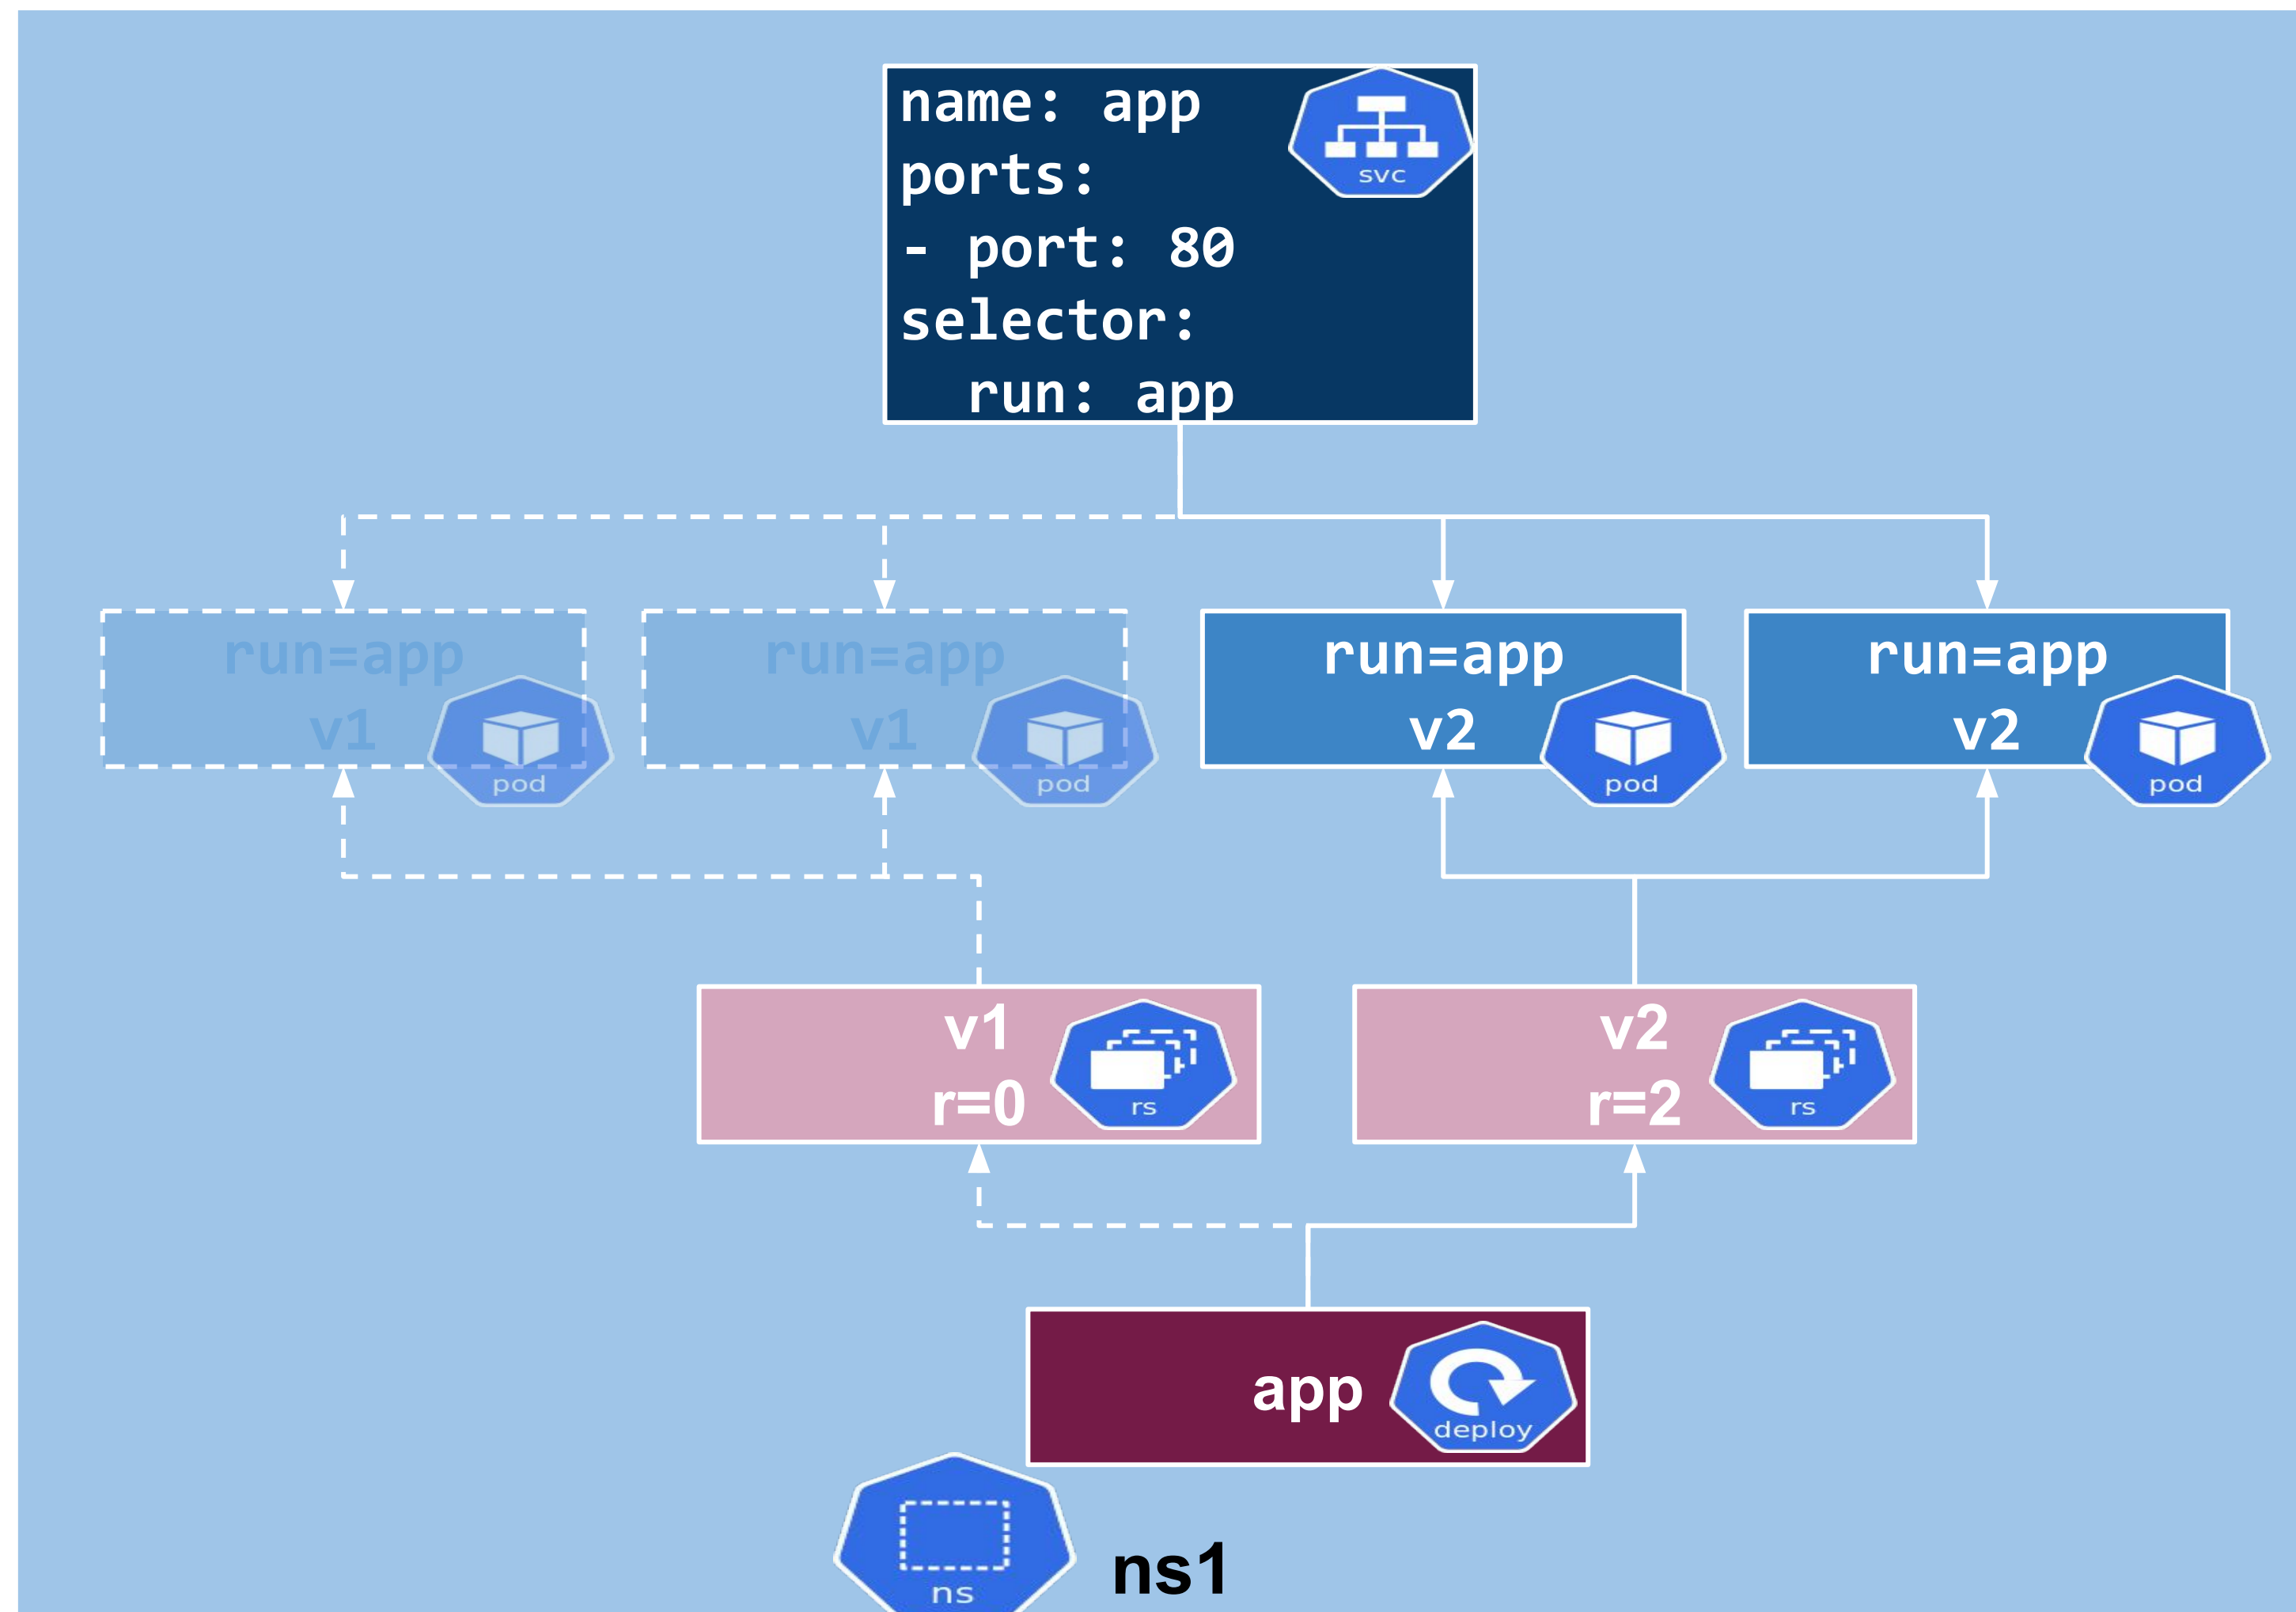 name: app
ports:
- port: 80
selector:
  run: app
svc
run=app
v1
pod
run=app
v1
pod
run=app
v2
pod
run=app
v2
pod
v1
r=0
rs
v2
r=2
rs
app
deploy
ns
ns1